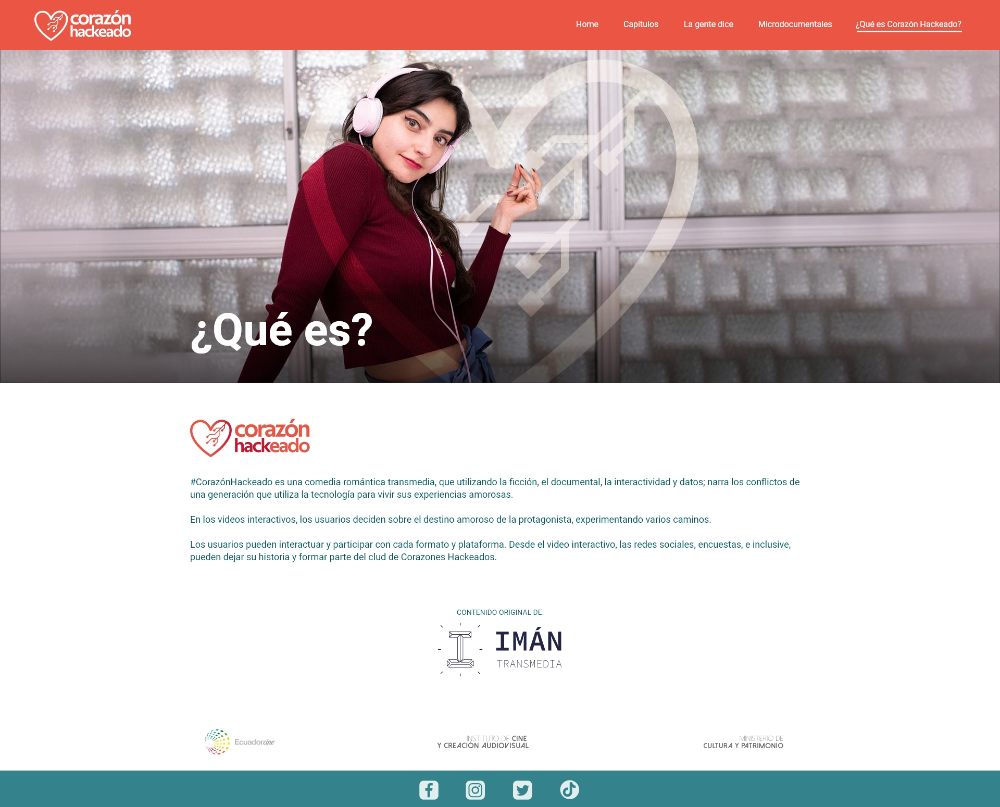 corazón
hackeado
Home Capítulos La gente dice Microdocumentales ¿Qué es Corazón Hackeado?
¿Qué es?
corazón
hackeado
#CorazónHackeado es una comedia romántica transmedia, que utilizando la ficción, el documental, la interactividad y datos; narra los conflictos de
una generación que utiliza la tecnología para vivir sus experiencias amorosas.
En los videos interactivos, los usuarios deciden sobre el destino amoroso de la protagonista, experimentando varios caminos.
Los usuarios pueden interactuar y participar con cada formato y plataforma. Desde el video interactivo, las redes sociales, encuestas, e inclusive,
pueden dejar su historia y formar parte del clud de Corazones Hackeados.
CONTENIDO ORIGINAL DE:
IMÁN
TRANSMEDIA
Ecuadorcine
INSTITUTO DE CINE
Y CREACIÓN AUDIOVISUAL
MINISTERIO DE
CULTURA Y PATRIMONIO